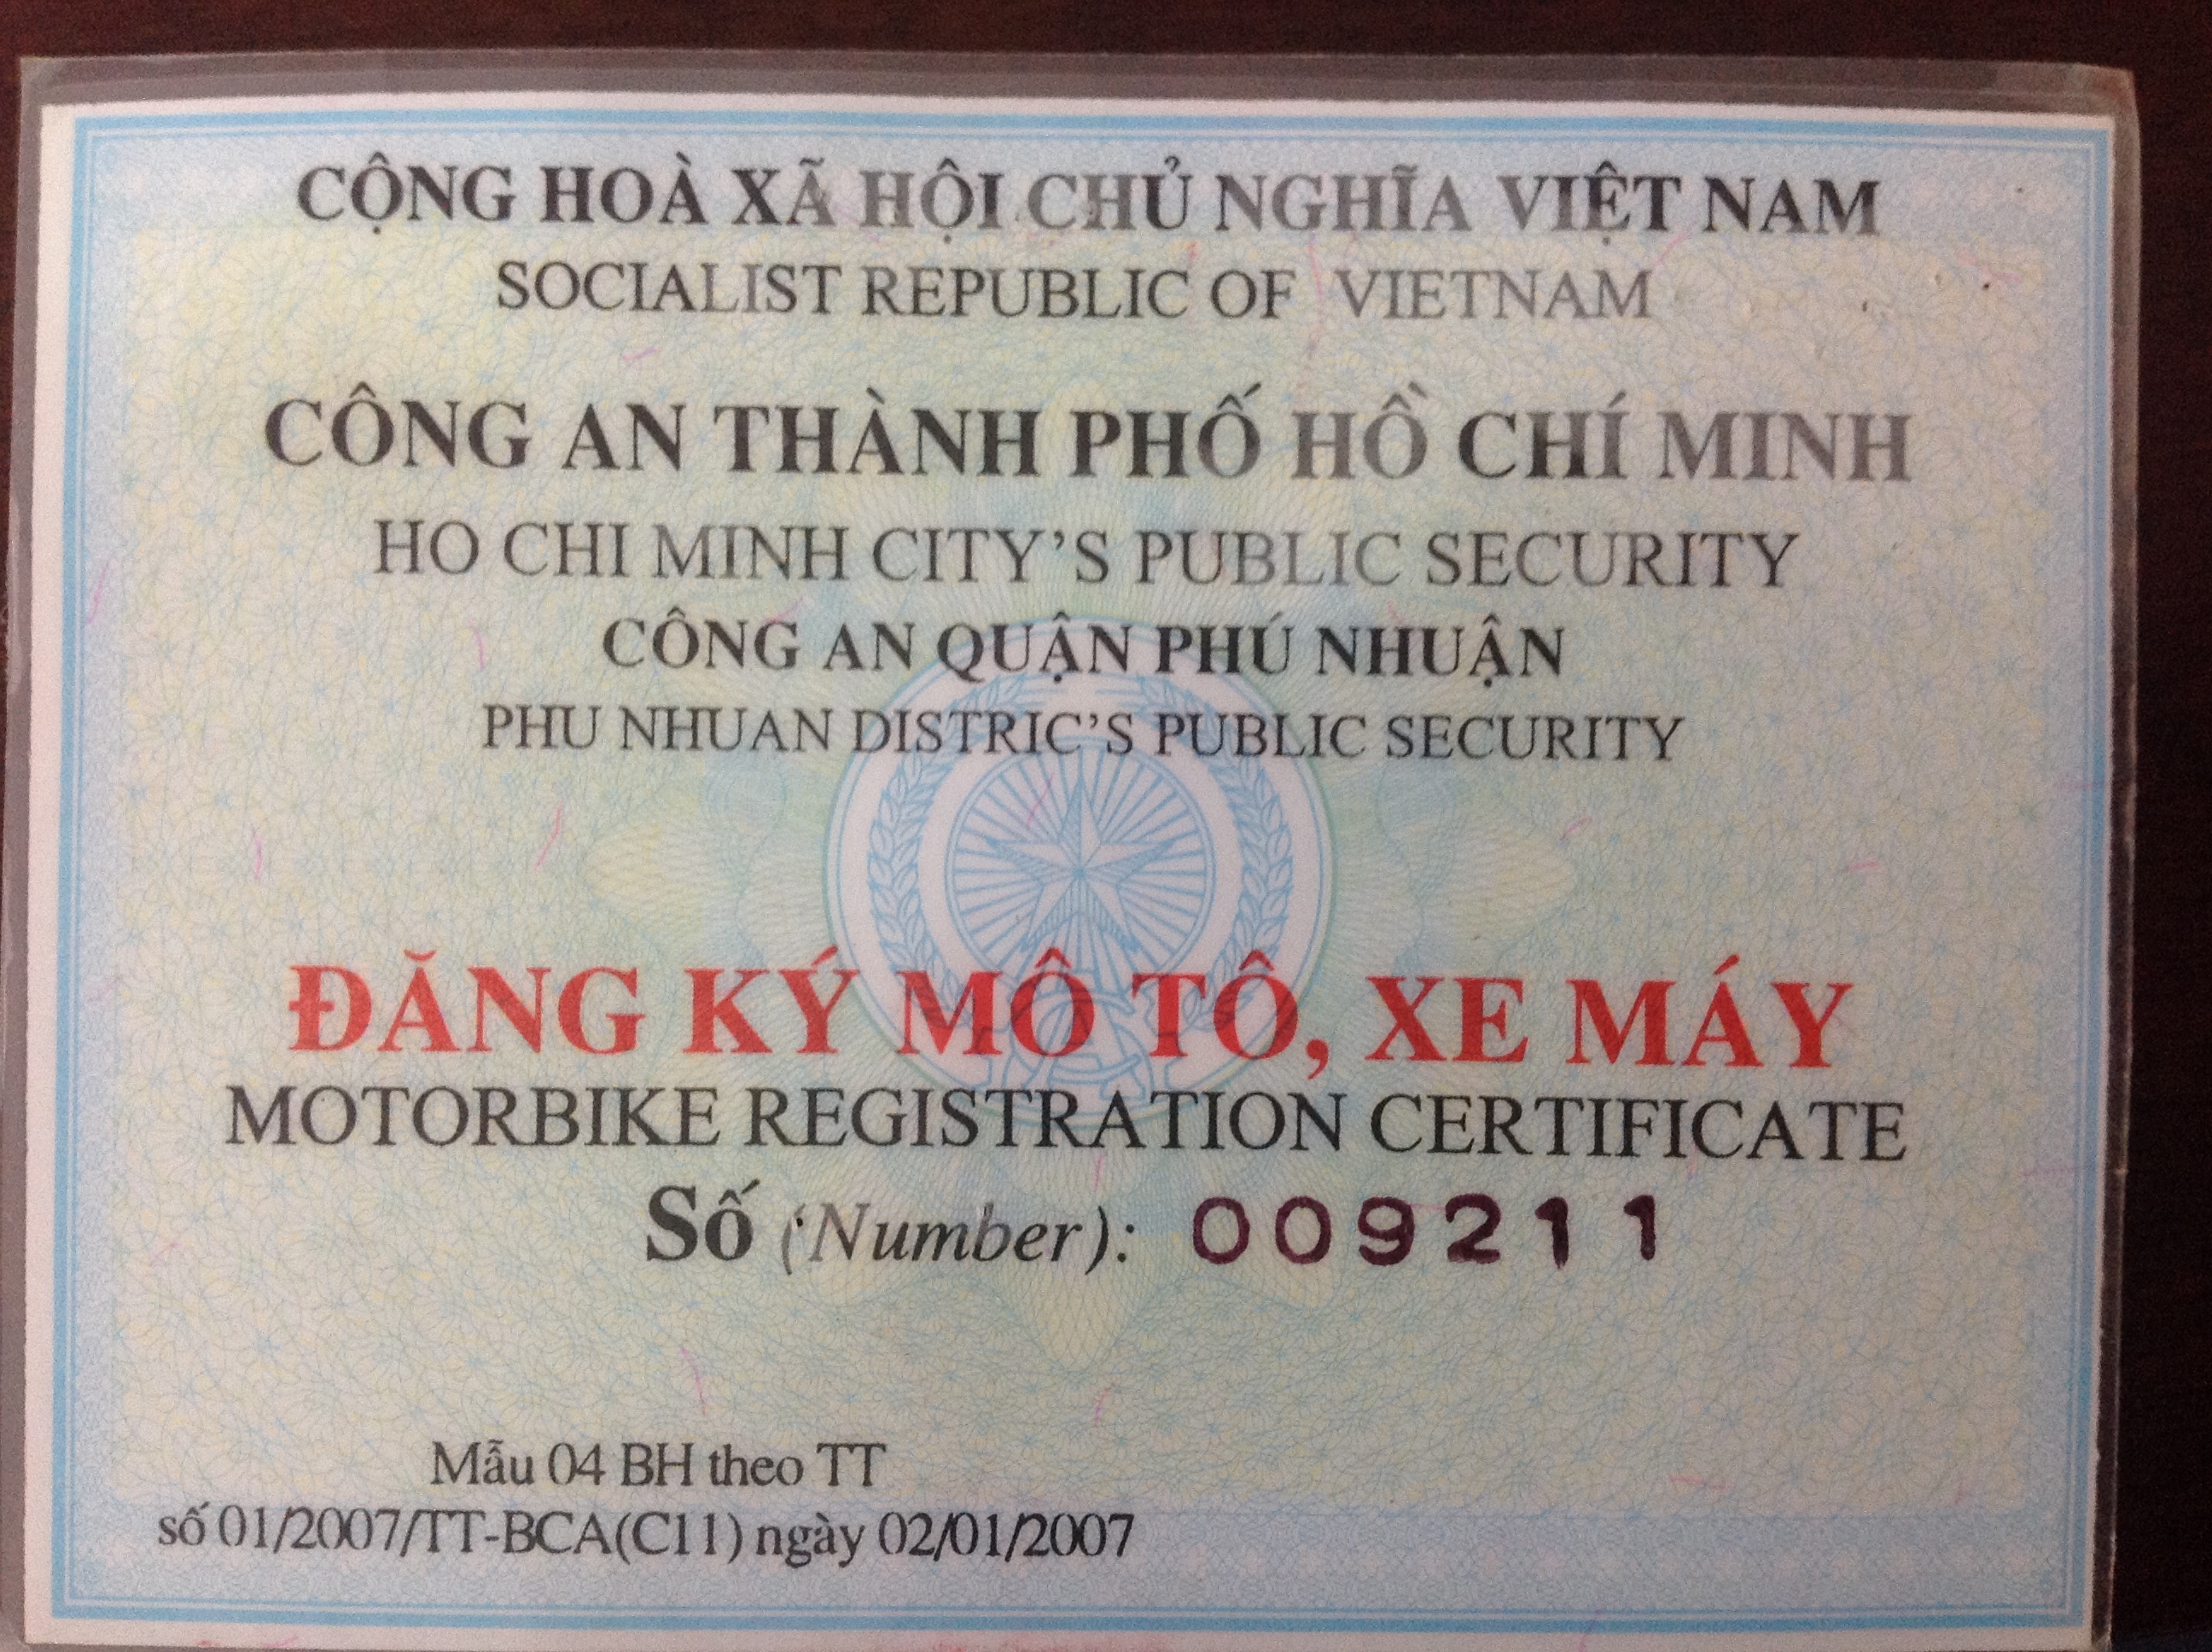 CỘNG HOÀ XÃ HỘI CHỦ NGHĨA VIỆT NAM
SOCIALIST REPUBLIC OF VIETNAM
CÔNG AN THÀNH PHỐ HỒ CHÍ MINH
HO CHI MINH CITY'S PUBLIC SECURITY
CÔNG AN QUẬN PHÚ NHUẬN
PHU NHUAN DISTRIC'S PUBLIC SECURITY
ĐĂNG KÝ MÔ TÔ, XE MÁY
MOTORBIKE REGISTRATION CERTIFICATE
Số (Number): 009211
Mẫu 04 BH theo TT
số 01/2007/TT-BCA(C11) ngày 02/01/2007